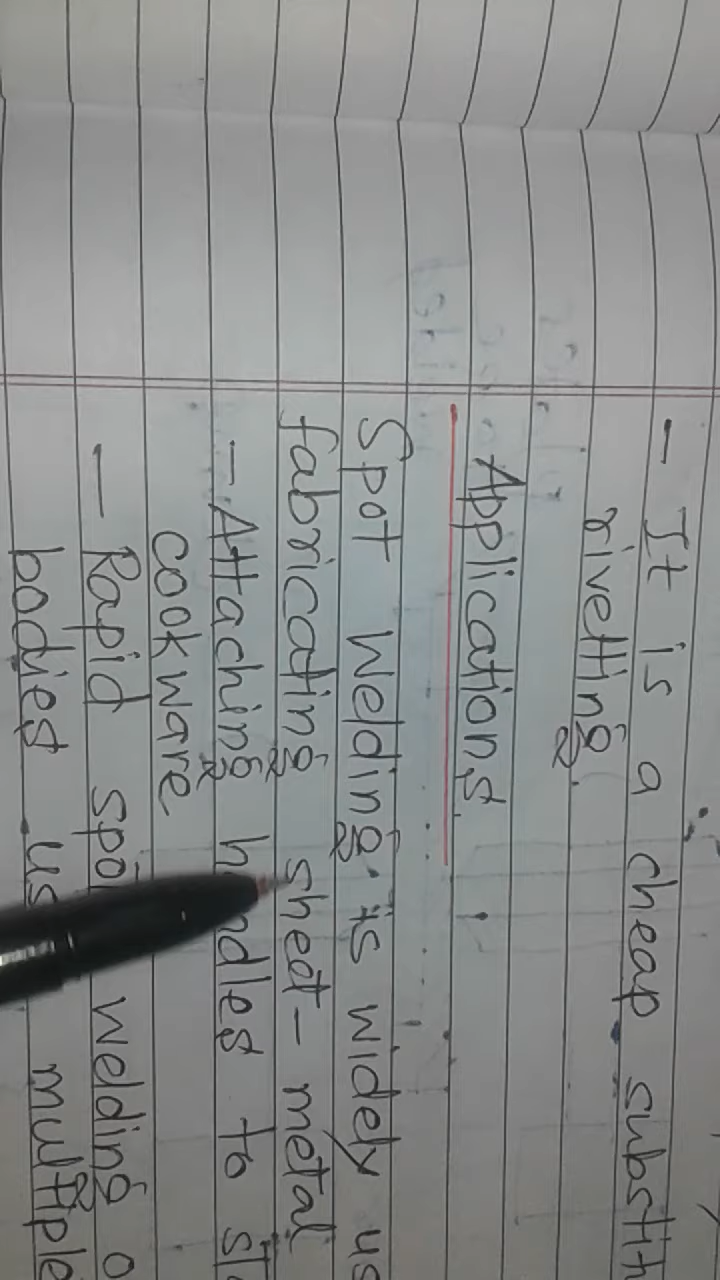 - It is a cheap
rivetting.
Applications
Spot Welding is widely
fabricating sheet-metal
- Attaching handles to
cookware
- Rapid welding
bodies multiple